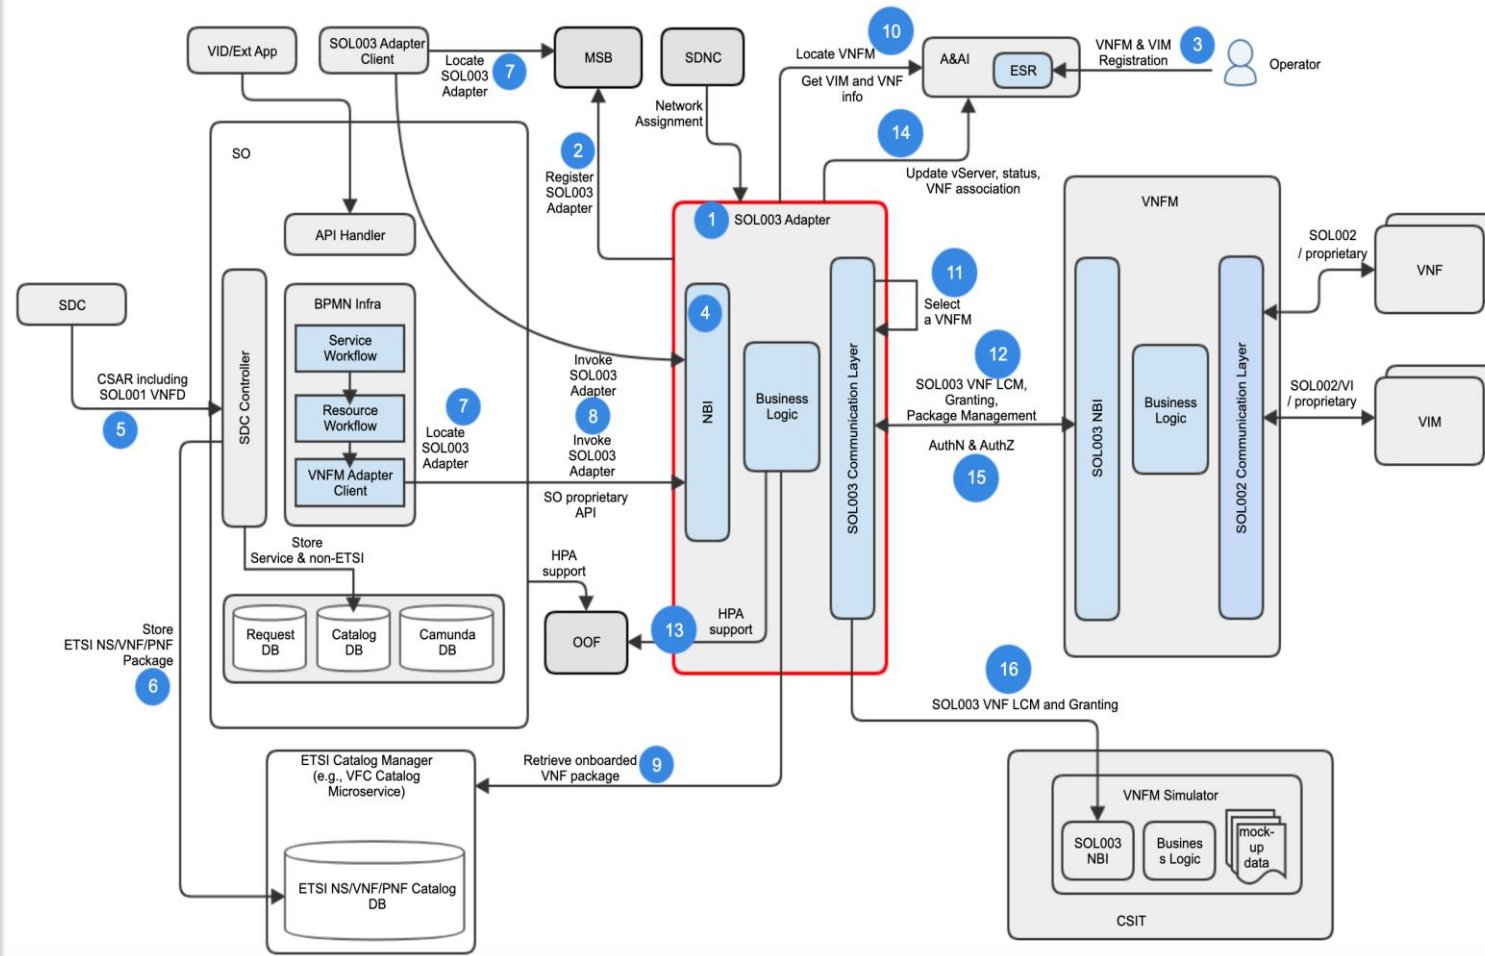 VID/Ext App
SOL003 Adapter
Client
Locate
SOL003
Adapter
7
MSB
SDNC
10
Locate VNFM
Get VIM and VNF
info
A&AI
ESR
VNFM & VIM
Registration
3
Operator
Network
Assignment
14
Update vServer, status,
VNF association
2
Register
SOL003
Adapter
SO
API Handler
1
SOL003 Adapter
VNFM
SOL002
/ proprietary
VNF
SDC
BPMN Infra
Service
Workflow
Resource
Workflow
VNFM Adapter
Client
SDC Controller
CSAR including
SOL001 VNFD
5
7
Locate
SOL003
Adapter
Invoke
SOL003
Adapter
8
Invoke
SOL003
Adapter
SO proprietary
API
4
NBI
Business
Logic
SOL003 Communication Layer
11
Select
a VNFM
12
SOL003 VNF LCM,
Granting,
Package Management
AuthN & AuthZ
15
SOL003 NBI
Business
Logic
SOL002 Communication Layer
SOL002/VI
/ proprietary
VIM
Store
Service & non-ETSI
HPA
support
Request
DB
Catalog
DB
Camunda
DB
OOF
13
HPA
support
Store
ETSI NS/VNF/PNF
Package
6
16
SOL003 VNF LCM and Granting
ETSI Catalog Manager
(e.g., VFC Catalog
Microservice)
Retrieve onboarded
VNF package
9
ETSI NS/VNF/PNF Catalog
DB
VNFM Simulator
SOL003
NBI
Busines
s Logic
mock-
up
data
CSIT